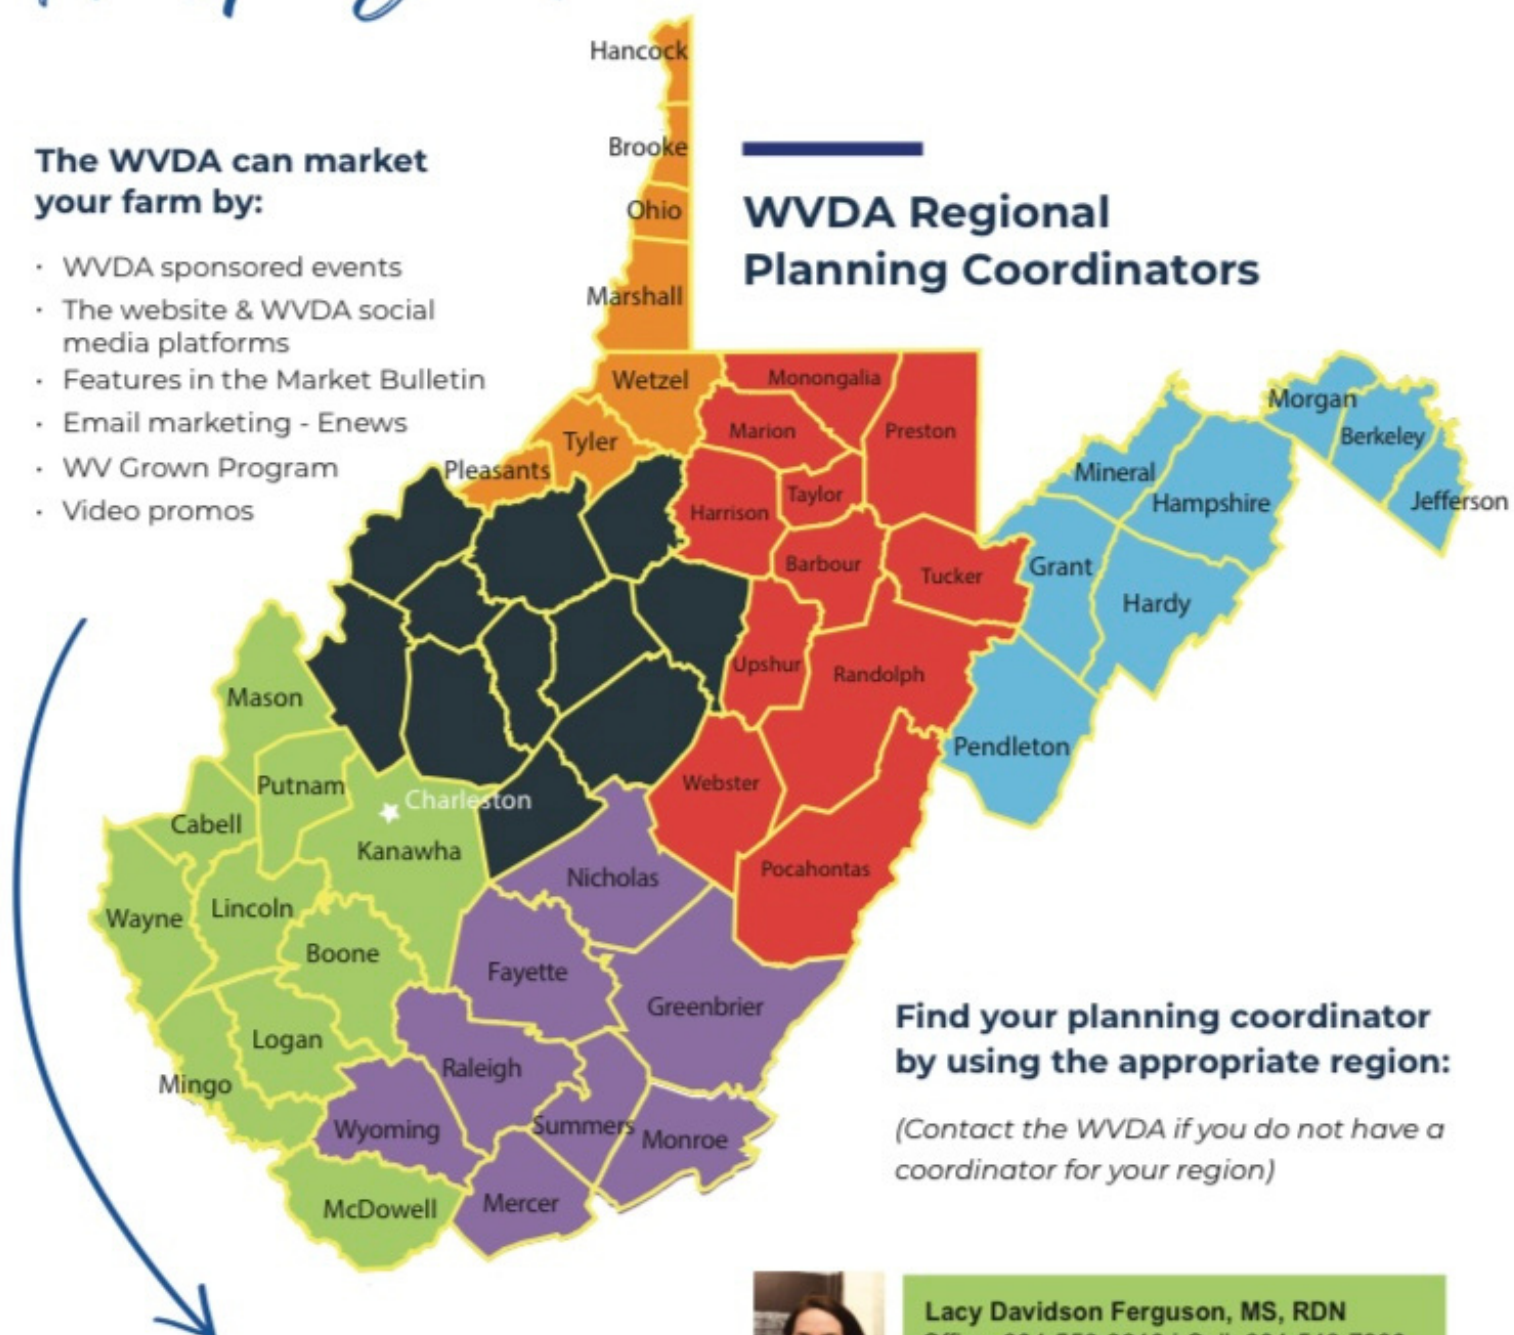 The WVDA can market
your farm by:
· WVDA sponsored events
· The website & WVDA social
media platforms
· Features in the Market Bulletin
· Email marketing - Enews
· WV Grown Program
· Video promos
WVDA Regional
Planning Coordinators
Hancock
Brooke
Ohio
Marshall
Wetzel
Tyler
Pleasants
Monongalia
Marion
Preston
Taylor
Harrison
Barbour
Tucker
Upshur
Randolph
Webster
Pocahontas
Morgan
Berkeley
Jefferson
Mineral
Hampshire
Grant
Hardy
Pendleton
Mason
Putnam
Charleston
Cabell
Kanawha
Wayne
Lincoln
Boone
Logan
Mingo
McDowell
Nicholas
Fayette
Greenbrier
Raleigh
Wyoming
Summers
Monroe
Mercer
Find your planning coordinator
by using the appropriate region:
(Contact the WVDA if you do not have a
coordinator for your region)
Lacy Davidson Ferguson, MS, RDN